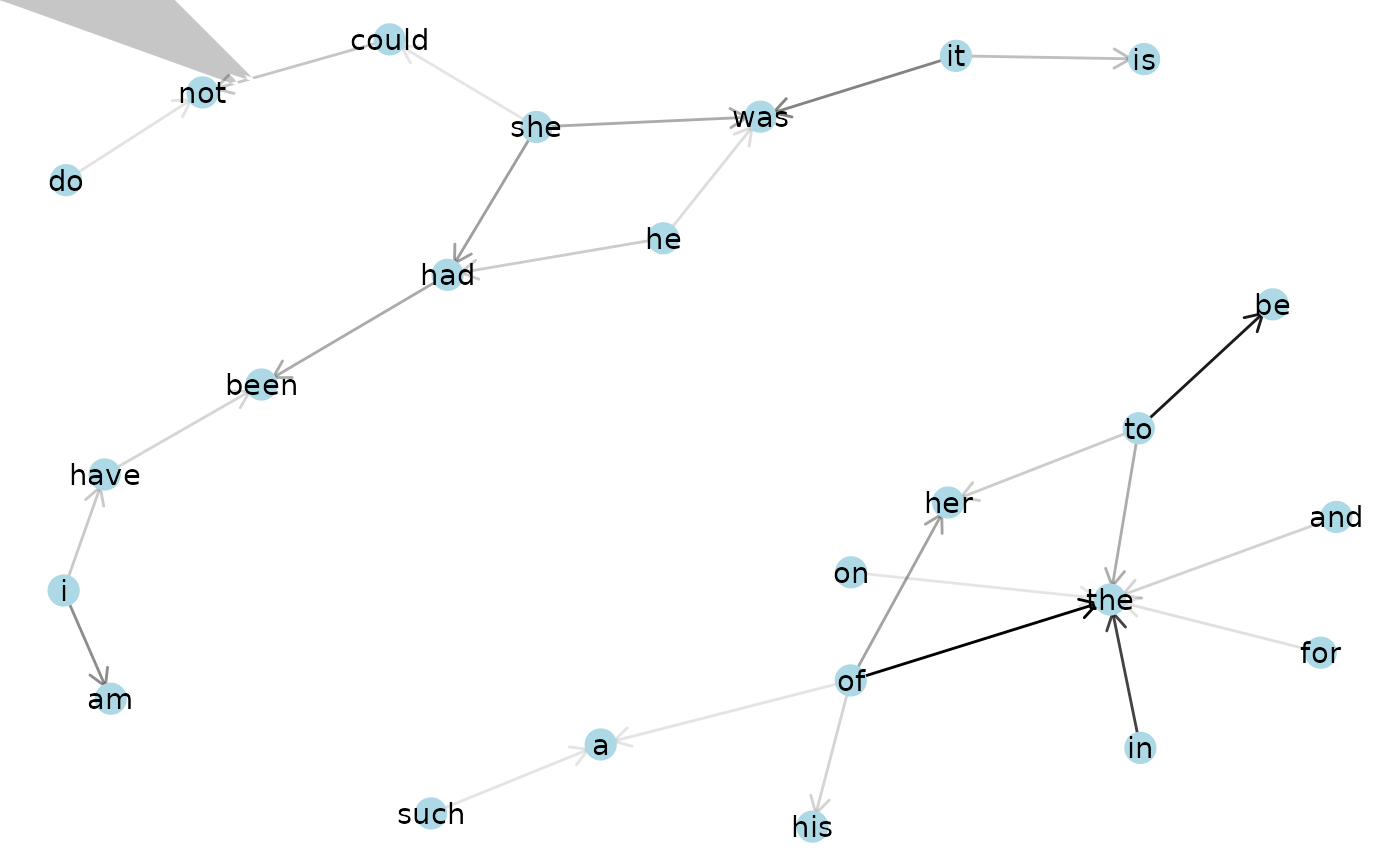 could
it
is
not
was
she
do
he
had
be
been
to
have
her
and
on
i
the
for
of
am
a
in
such
his